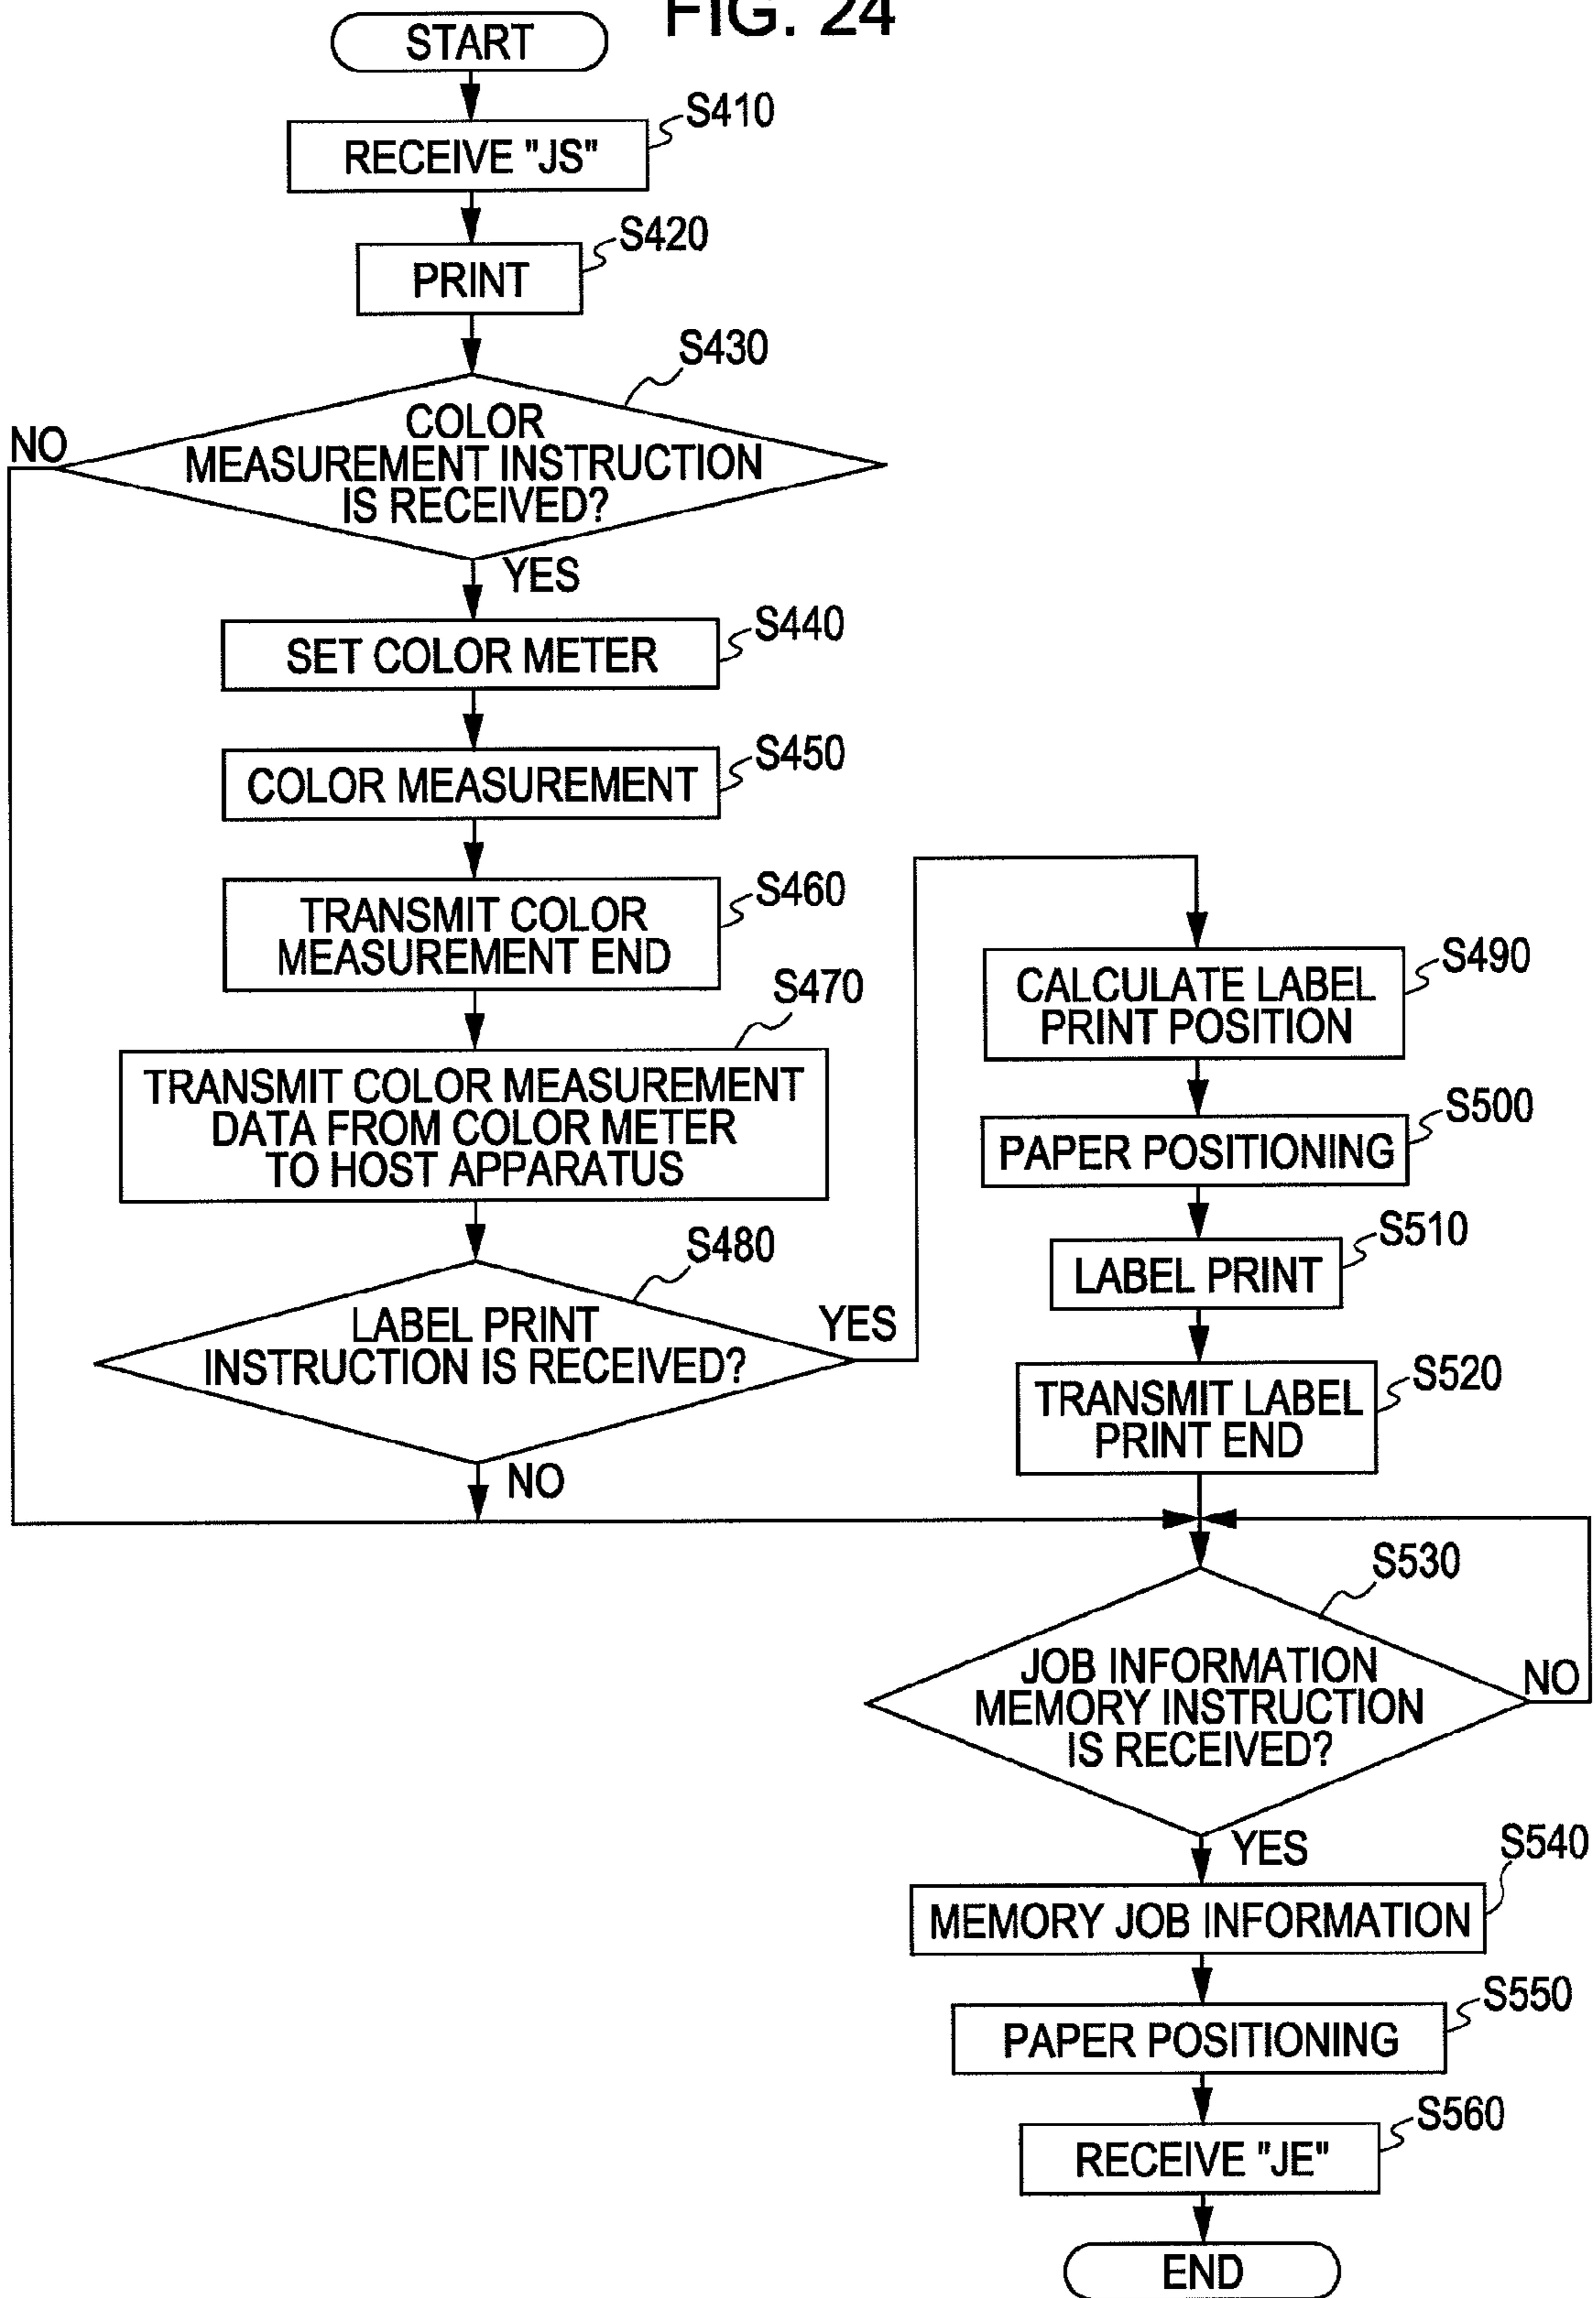 FIG. 24
START
S410
RECEIVE "JS"
S420
PRINT
S430
COLOR
MEASUREMENT INSTRUCTION
IS RECEIVED?
NO
YES
S440
SET COLOR METER
S450
COLOR MEASUREMENT
S460
TRANSMIT COLOR
MEASUREMENT END
S470
TRANSMIT COLOR MEASUREMENT
DATA FROM COLOR METER
TO HOST APPARATUS
S480
LABEL PRINT
INSTRUCTION IS RECEIVED?
YES
NO
S490
CALCULATE LABEL
PRINT POSITION
S500
PAPER POSITIONING
S510
LABEL PRINT
S520
TRANSMIT LABEL
PRINT END
S530
JOB INFORMATION
MEMORY INSTRUCTION
IS RECEIVED?
NO
YES
S540
MEMORY JOB INFORMATION
S550
PAPER POSITIONING
S560
RECEIVE "JE"
END